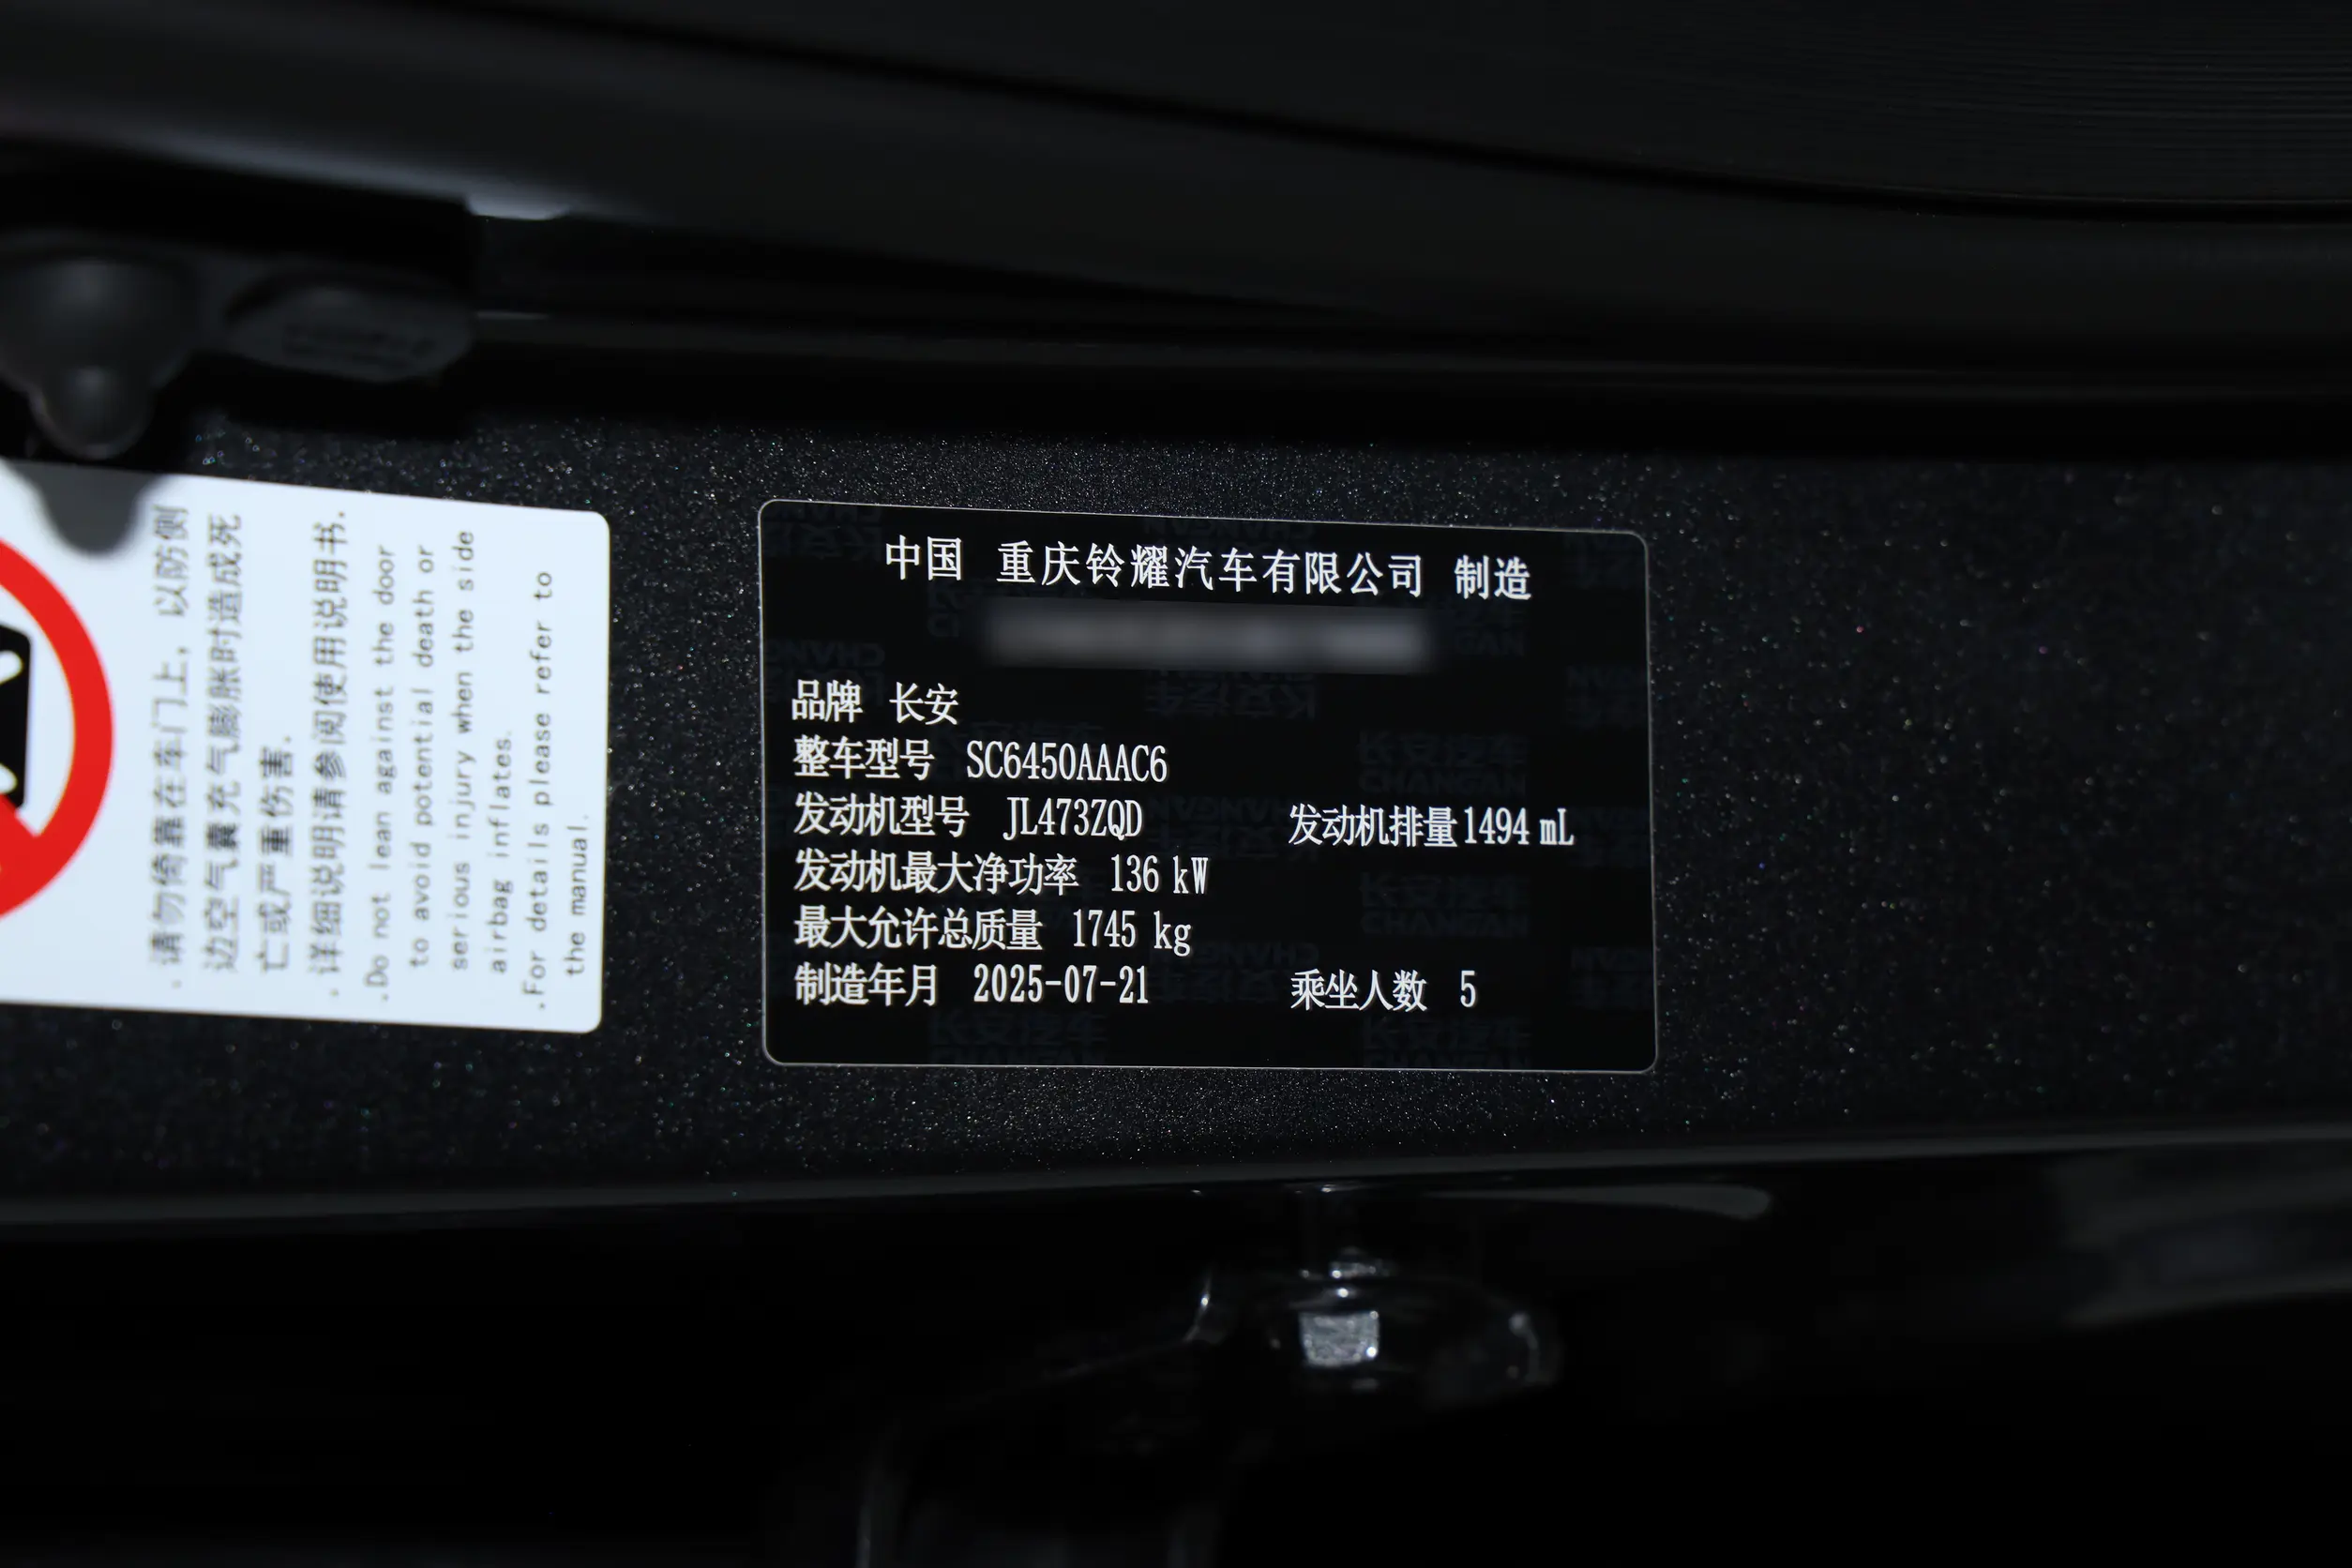 .请勿倚靠在车门上，以防侧
边空气囊充气膨胀时造成死
亡或严重伤害.
.详细说明请参阅使用说明书.
.Do not lean against the door
to avoid potential death or
serious injury when the side
airbag inflates.
.For details please refer to
the manual.
中国 重庆铃耀汽车有限公司 制造
品牌 长安
整车型号 SC6450AAAC6
发动机型号 JL473ZQD 发动机排量1494 mL
发动机最大净功率 136 kW
最大允许总质量 1745 kg
制造年月 2025-07-21 乘坐人数 5